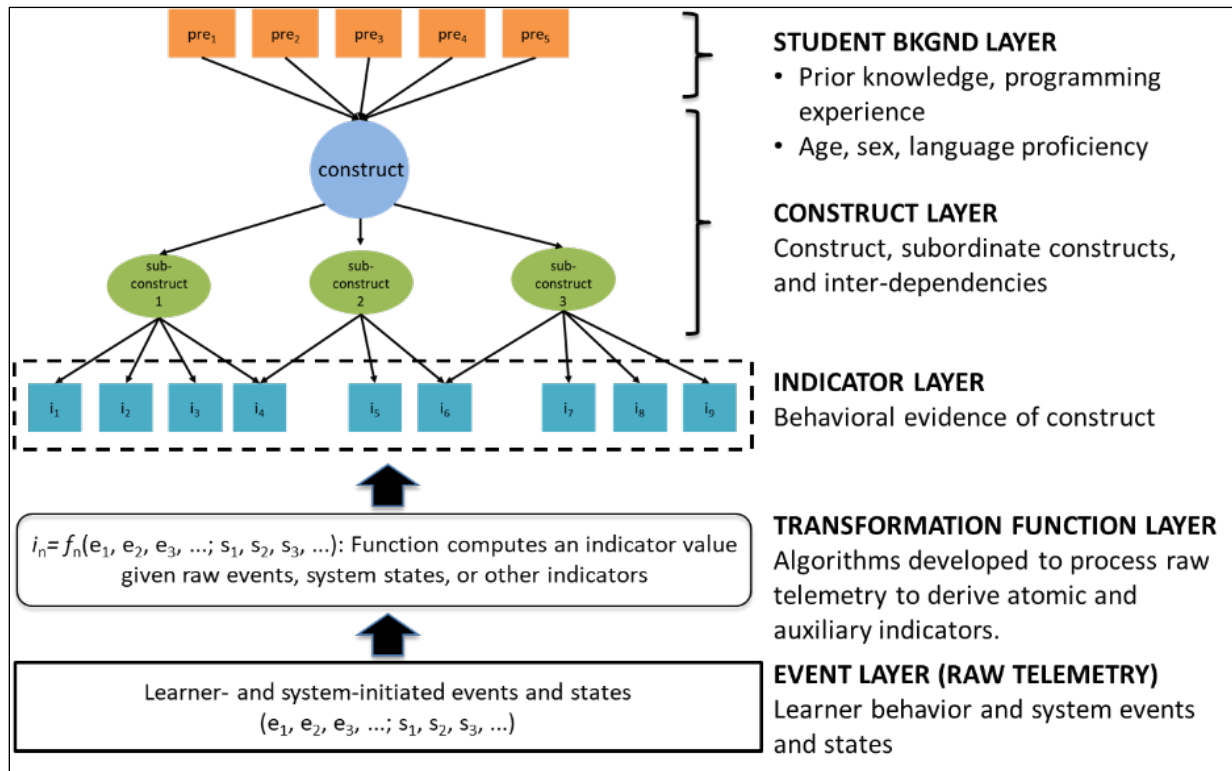 pre₁ pre₂ pre₃ pre₄ pre₅
construct
sub-
construct
1
sub-
construct
2
sub-
construct
3
i₁ i₂ i₃ i₄ i₅ i₆ i₇ i₈ i₉
iₙ= fₙ(e₁, e₂, e₃, ...; s₁, s₂, s₃, ...): Function computes an indicator value
given raw events, system states, or other indicators
Learner- and system-initiated events and states
(e₁, e₂, e₃, ...; s₁, s₂, s₃, ...)
STUDENT BKGND LAYER
• Prior knowledge, programming
experience
• Age, sex, language proficiency
CONSTRUCT LAYER
Construct, subordinate constructs,
and inter-dependencies
INDICATOR LAYER
Behavioral evidence of construct
TRANSFORMATION FUNCTION LAYER
Algorithms developed to process raw
telemetry to derive atomic and
auxiliary indicators.
EVENT LAYER (RAW TELEMETRY)
Learner behavior and system events
and states